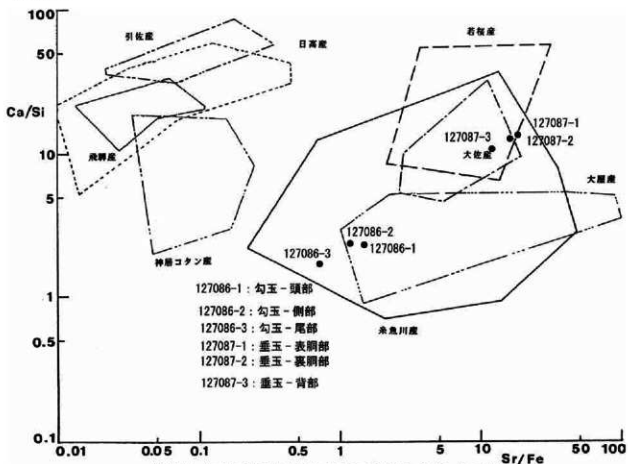 100
50
10
5
1
0.5
0.1
Ca/Si
引佐産
日高産
飛騨産
神居コタン産
若桜産
127087-1
127087-2
127087-3
大佐産
大屋産
127086-2
127086-1
127086-3
糸魚川産
127086-1：勾玉－頭部
127086-2：勾玉－側部
127086-3：勾玉－尾部
127087-1：垂玉－表胴部
127087-2：垂玉－裏胴部
127087-3：垂玉－背部
0.01
0.05
0.1
0.5
1
5
10
50
100
Sr/Fe